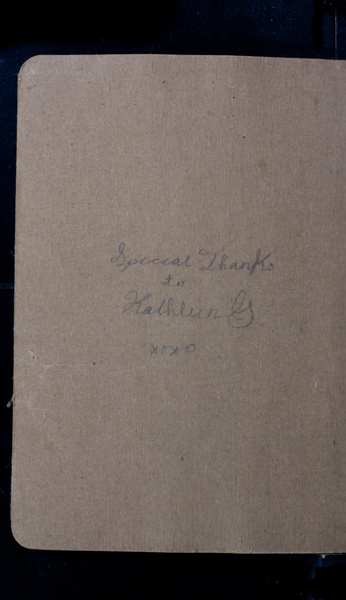 Special Thanks
to
Kathleen G.
xoxo